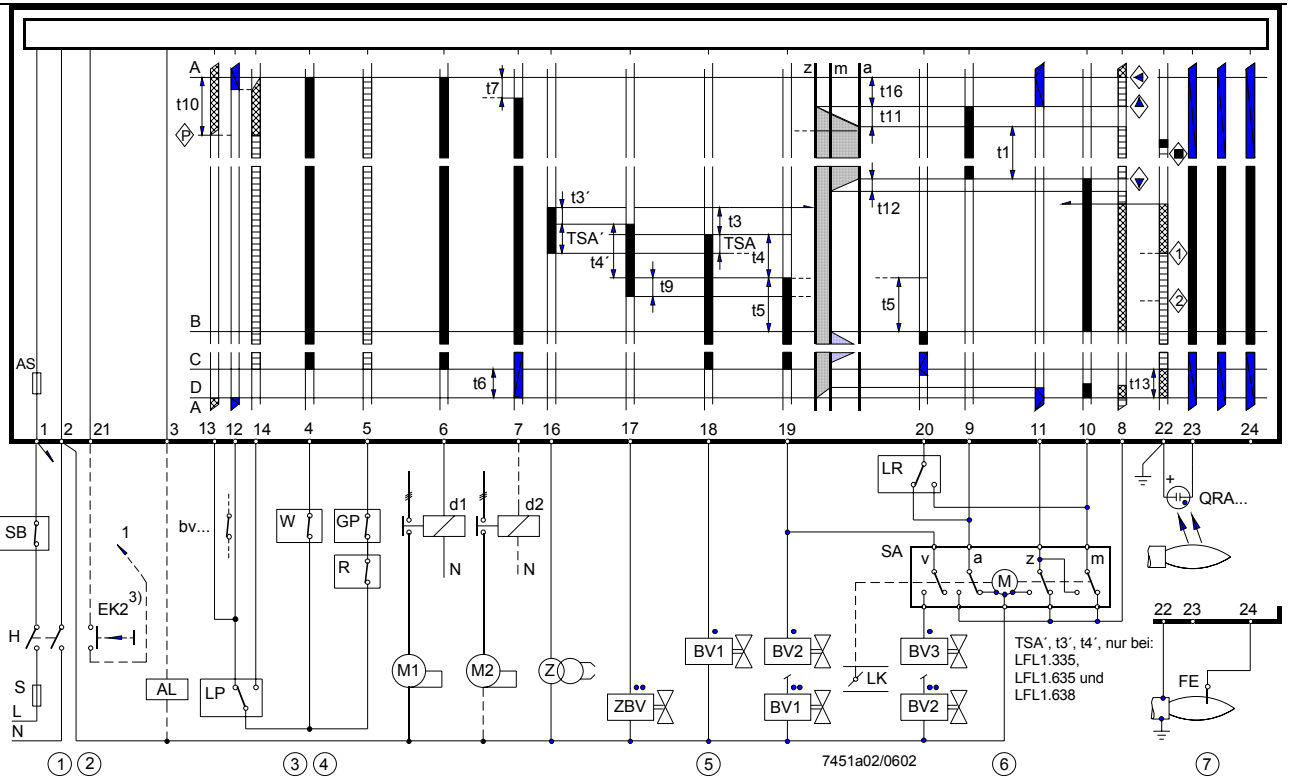 A t7 z m a
t16
t10 t11
P
t1
t3´ t12
TSA´ t3 TSA
t4´ t4 1
t9 t5 t5 2
B
C
AS t6 t13
D
A
1 2 21 3 13 12 14 4 5 6 7 16 17 18 19 20 9 11 10 8 22 23 24
LR + QRA...
SB 1 bv... W GP d1 d2
SA v a z m
R N N M
EK2 3)
H 22 23 24
BV1 BV2 BV3
TSA´, t3´, t4´, nur bei:
LFL1.335,
LFL1.635 und
LFL1.638
S AL LP M1 M2 Z LK FE
L ZBV BV1 BV2
N
7451a02/0602
1 2 3 4 5 6 7